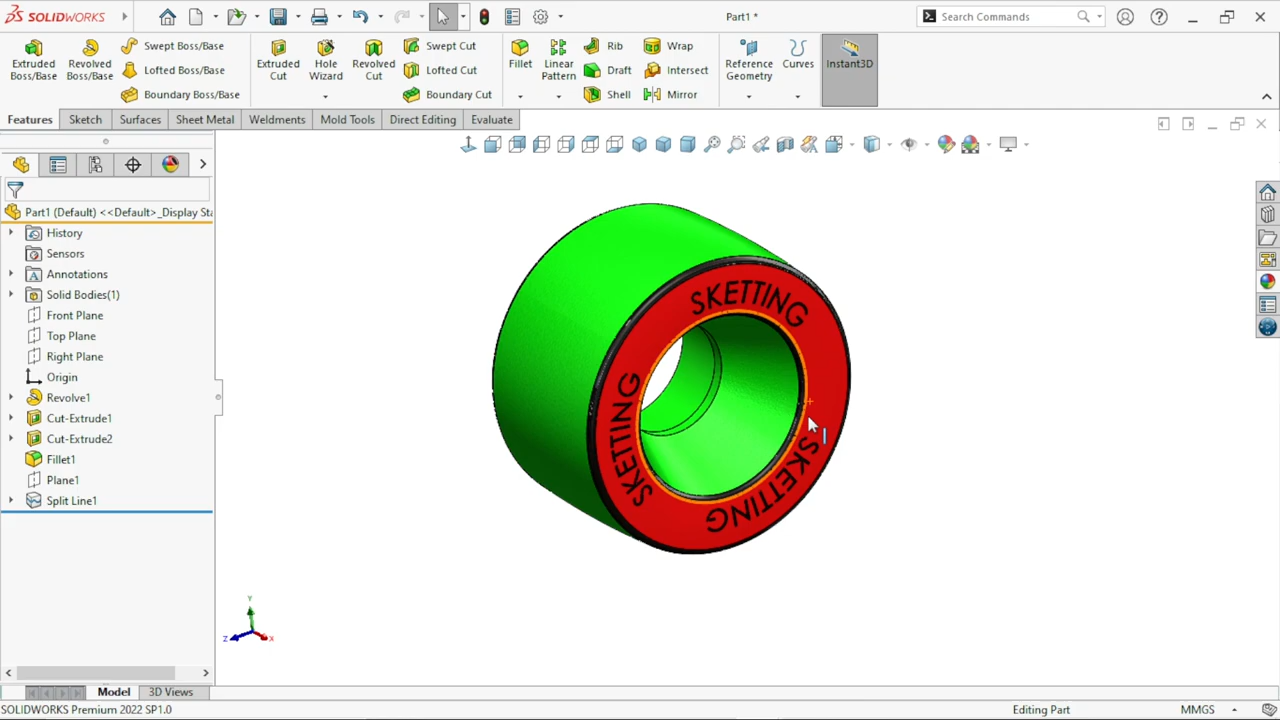 SOLIDWORKS
Part1 *
Search Commands
Extruded Boss/Base
Revolved Boss/Base
Swept Boss/Base
Lofted Boss/Base
Boundary Boss/Base
Extruded Cut
Hole Wizard
Revolved Cut
Swept Cut
Lofted Cut
Boundary Cut
Fillet
Linear Pattern
Rib
Draft
Shell
Wrap
Intersect
Mirror
Reference Geometry
Curves
Instant3D
Features
Sketch
Surfaces
Sheet Metal
Weldments
Mold Tools
Direct Editing
Evaluate
Part1 (Default) <<Default>_Display Sta
History
Sensors
Annotations
Solid Bodies(1)
Front Plane
Top Plane
Right Plane
Origin
Revolve1
Cut-Extrude1
Cut-Extrude2
Fillet1
Plane1
Split Line1
SKETTING
SKETTING
SKETTING
Y
Z
X
Model
3D Views
SOLIDWORKS Premium 2022 SP1.0
Editing Part
MMGS